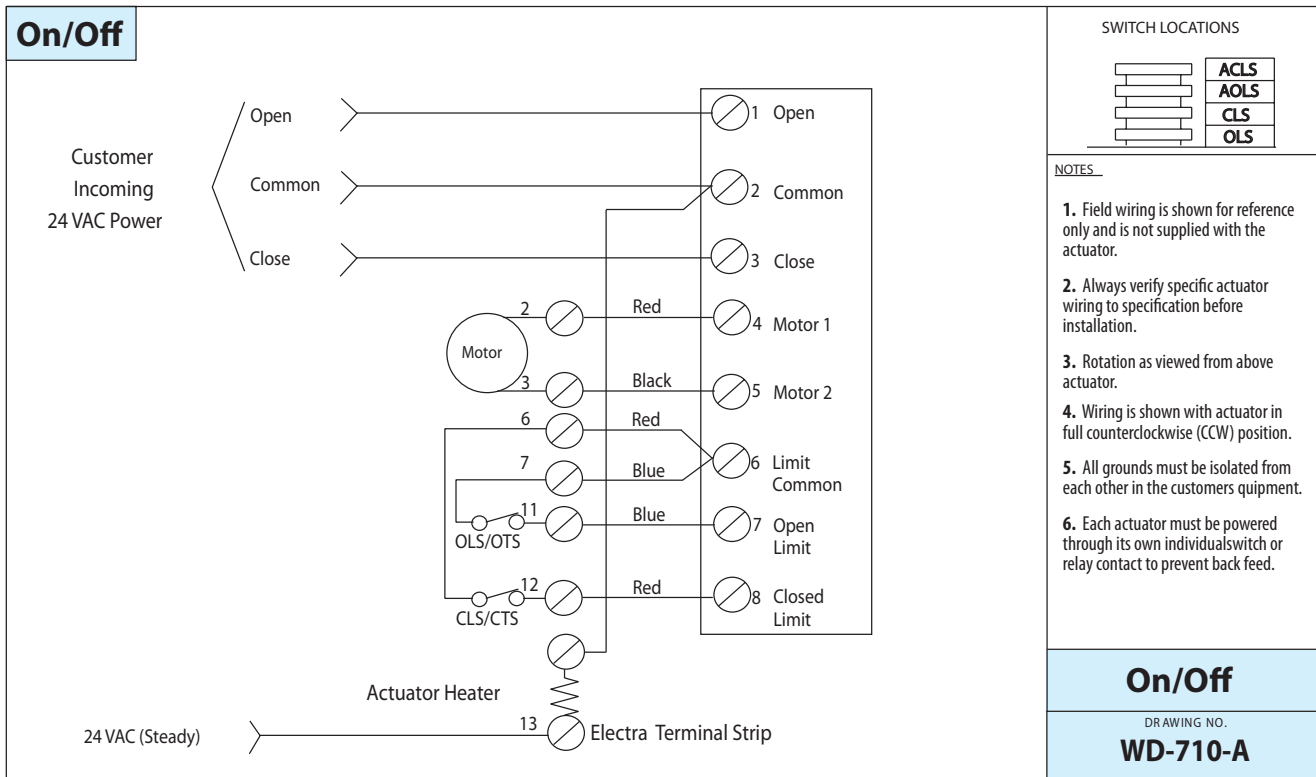 On/Off
Customer
Incoming
24 VAC Power
Open
Common
Close
1 Open
2 Common
3 Close
2
Red
4 Motor 1
Motor
3
Black
5 Motor 2
6
Red
7
Blue
6 Limit
Common
11
Blue
7 Open
Limit
OLS/OTS
12
Red
8 Closed
Limit
CLS/CTS
Actuator Heater
24 VAC (Steady)
13
Electra Terminal Strip
SWITCH LOCATIONS
ACLS
AOLS
CLS
OLS
NOTES
1. Field wiring is shown for reference
only and is not supplied with the
actuator.
2. Always verify specific actuator
wiring to specification before
installation.
3. Rotation as viewed from above
actuator.
4. Wiring is shown with actuator in
full counterclockwise (CCW) position.
5. All grounds must be isolated from
each other in the customers quipment.
6. Each actuator must be powered
through its own individualswitch or
relay contact to prevent back feed.
On/Off
DRAWING NO.
WD-710-A